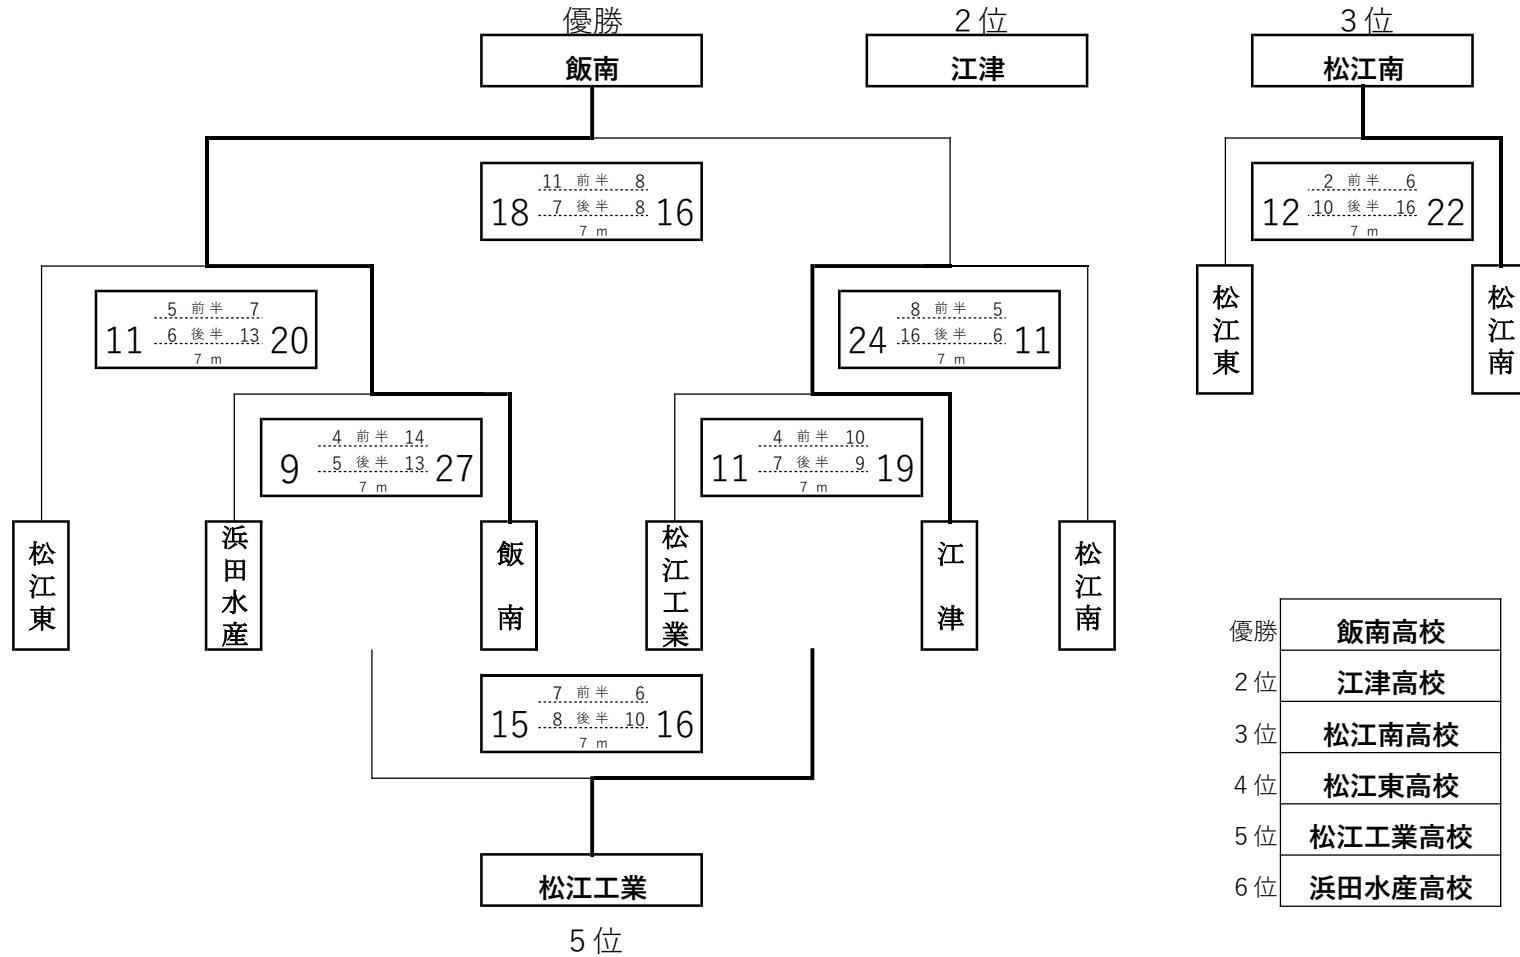 優勝
飯南
2位
江津
3位
松江南
11 前半 8
18 7 後半 8 16
7 m
2 前半 6
12 10 後半 16 22
7 m
松江東
松江南
5 前半 7
11 6 後半 13 20
7 m
8 前半 5
24 16 後半 6 11
7 m
4 前半 14
9 5 後半 13 27
7 m
4 前半 10
11 7 後半 9 19
7 m
松江東
浜田水産
飯南
松江工業
江津
松江南
7 前半 6
15 8 後半 10 16
7 m
松江工業
5位
優勝 飯南高校
2位 江津高校
3位 松江南高校
4位 松江東高校
5位 松江工業高校
6位 浜田水産高校